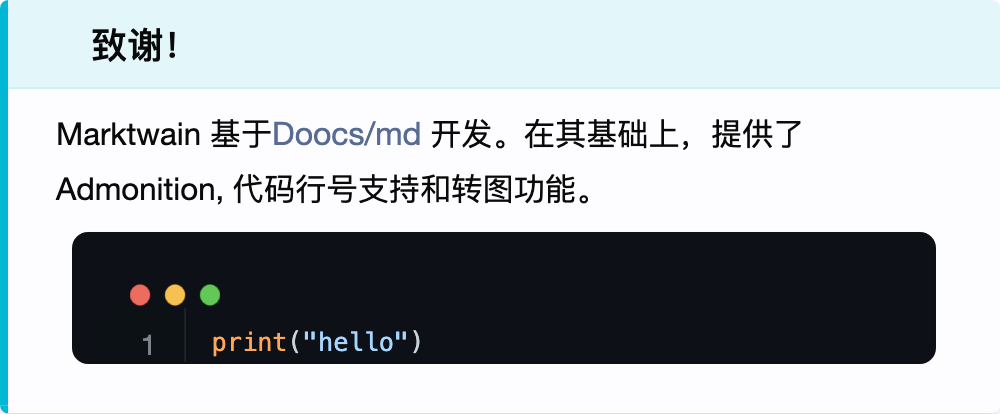 致谢！
Marktwain 基于Doocs/md 开发。在其基础上，提供了
Admonition, 代码行号支持和转图功能。
1 print("hello")